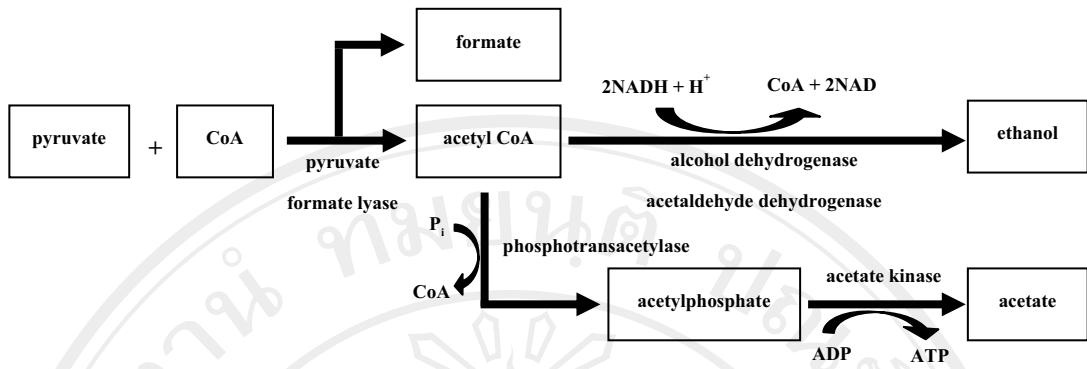 formate
2NADH + H⁺
CoA + 2NAD
pyruvate
+
CoA
acetyl CoA
ethanol
pyruvate
formate lyase
alcohol dehydrogenase
acetaldehyde dehydrogenase
Pᵢ
phosphotransacetylase
CoA
acetylphosphate
acetate kinase
acetate
ADP
ATP